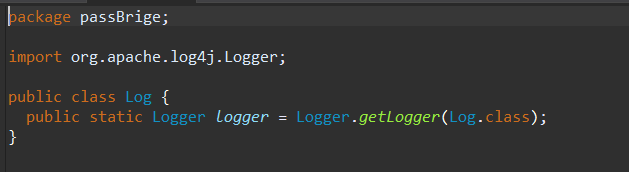 package passBrige;
import org.apache.log4j.Logger;
public class Log {
public static Logger logger = Logger.getLogger(Log.class);
}